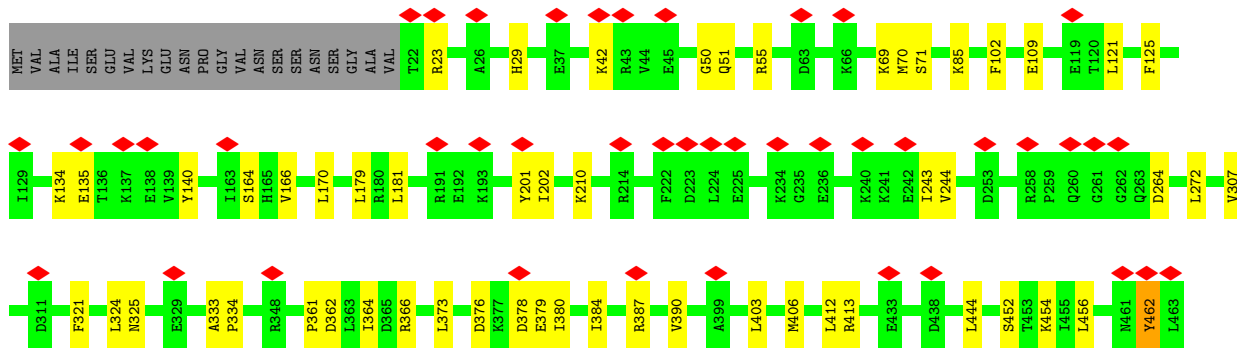 MET VAL ALA ILE SER GLU VAL LYS GLU ASN PRO GLY VAL ASN SER SER ASN SER GLY ALA VAL T22 R23 A26 H29 E37 K42 R43 V44 E45 G50 Q51 R55 D63 K66 K69 M70 S71 K85 F102 E109 E119 T120 L121 F125
I129 K134 E135 T136 K137 E138 V139 Y140 I163 S164 H165 V166 L170 L179 R180 L181 R191 E192 K193 Y201 I202 K210 R214 F222 D223 L224 E225 K234 G235 E236 K240 K241 E242 I243 V244 D253 R258 P259 Q260 G261 G262 Q263 D264 L272 V307
D311 F321 L324 N325 E329 A333 P334 R348 P361 D362 L363 I364 D365 R366 L373 D376 K377 D378 E379 I380 I384 R387 V390 A399 L403 M406 L412 R413 E433 D438 L444 S452 T453 K454 I455 L456 N461 Y462 L463